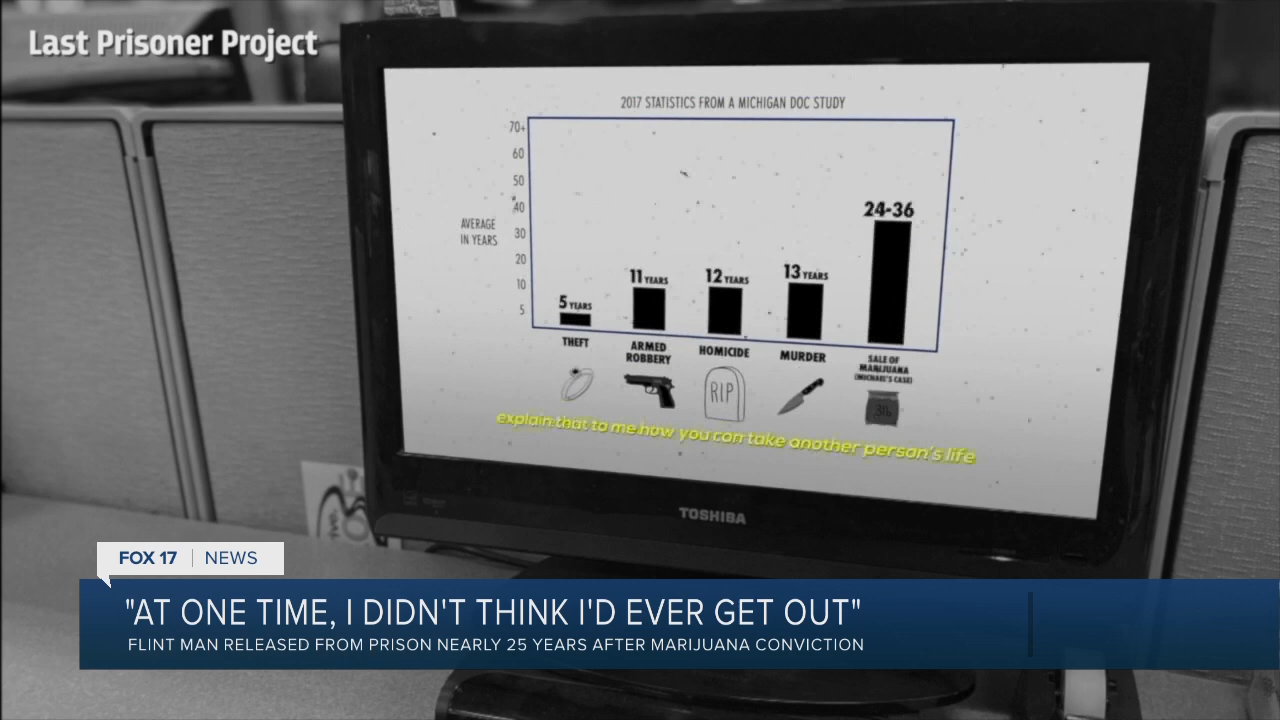 Last Prisoner Project
2017 STATISTICS FROM A MICHIGAN DOC STUDY
70+
60
50
40
30
20
10
5
AVERAGE
IN YEARS
5 YEARS
11 YEARS
12 YEARS
13 YEARS
24-36
THEFT
ARMED
ROBBERY
HOMICIDE
MURDER
SALE OF
MARIJUANA
(MICHAEL'S CASE)
RIP
3lb
explain that to me how you can take another person's life
TOSHIBA
FOX 17 | NEWS
"AT ONE TIME, I DIDN'T THINK I'D EVER GET OUT"
FLINT MAN RELEASED FROM PRISON NEARLY 25 YEARS AFTER MARIJUANA CONVICTION